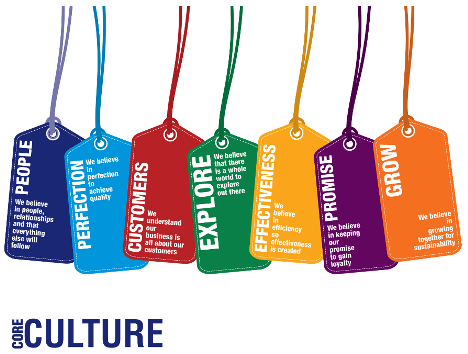 PEOPLE
We believe
in people,
relationships
and that
everything
else will
follow
PERFECTION
We believe
in
perfection
to
achieve
quality
CUSTOMERS
We
understand
our
business is
all about our
customers
EXPLORE
We believe
that there
is a whole
world to
explore
out there
EFFECTIVENESS
We
believe
in
efficiency
so
effectiveness
is created
PROMISE
We believe
in keeping
our
promise
to gain
loyalty
GROW
We believe
in
growing
together for
sustainability
CORE
CULTURE